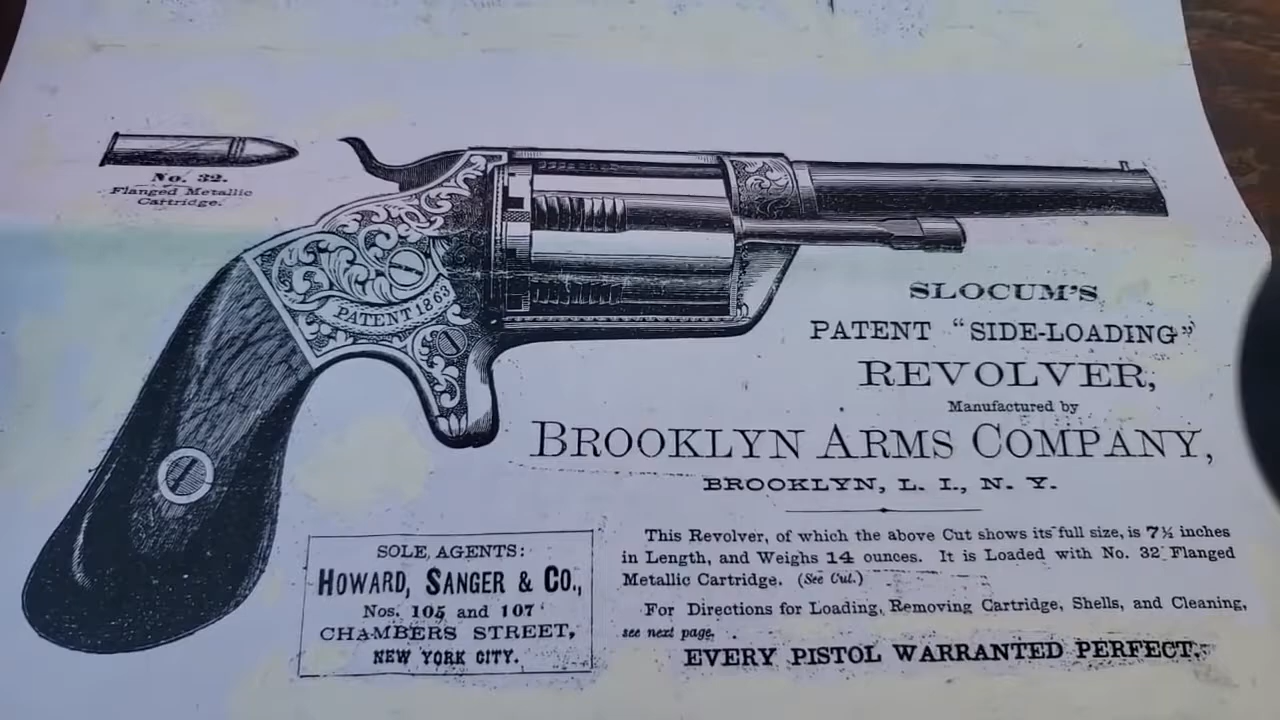 No. 32.
Flanged Metallic
Cartridge.
PATENT 1863
SLOCUM'S
PATENT "SIDE-LOADING"
REVOLVER,
Manufactured by
BROOKLYN ARMS COMPANY,
BROOKLYN, L. I., N. Y.
This Revolver, of which the above Cut shows its full size, is 7½ inches
in Length, and Weighs 14 ounces. It is Loaded with No. 32 Flanged
Metallic Cartridge. (See Cut.)
For Directions for Loading, Removing Cartridge, Shells, and Cleaning,
see next page.
EVERY PISTOL WARRANTED PERFECT.
SOLE AGENTS:
HOWARD, SANGER & CO.,
Nos. 105 and 107
CHAMBERS STREET,
NEW YORK CITY.